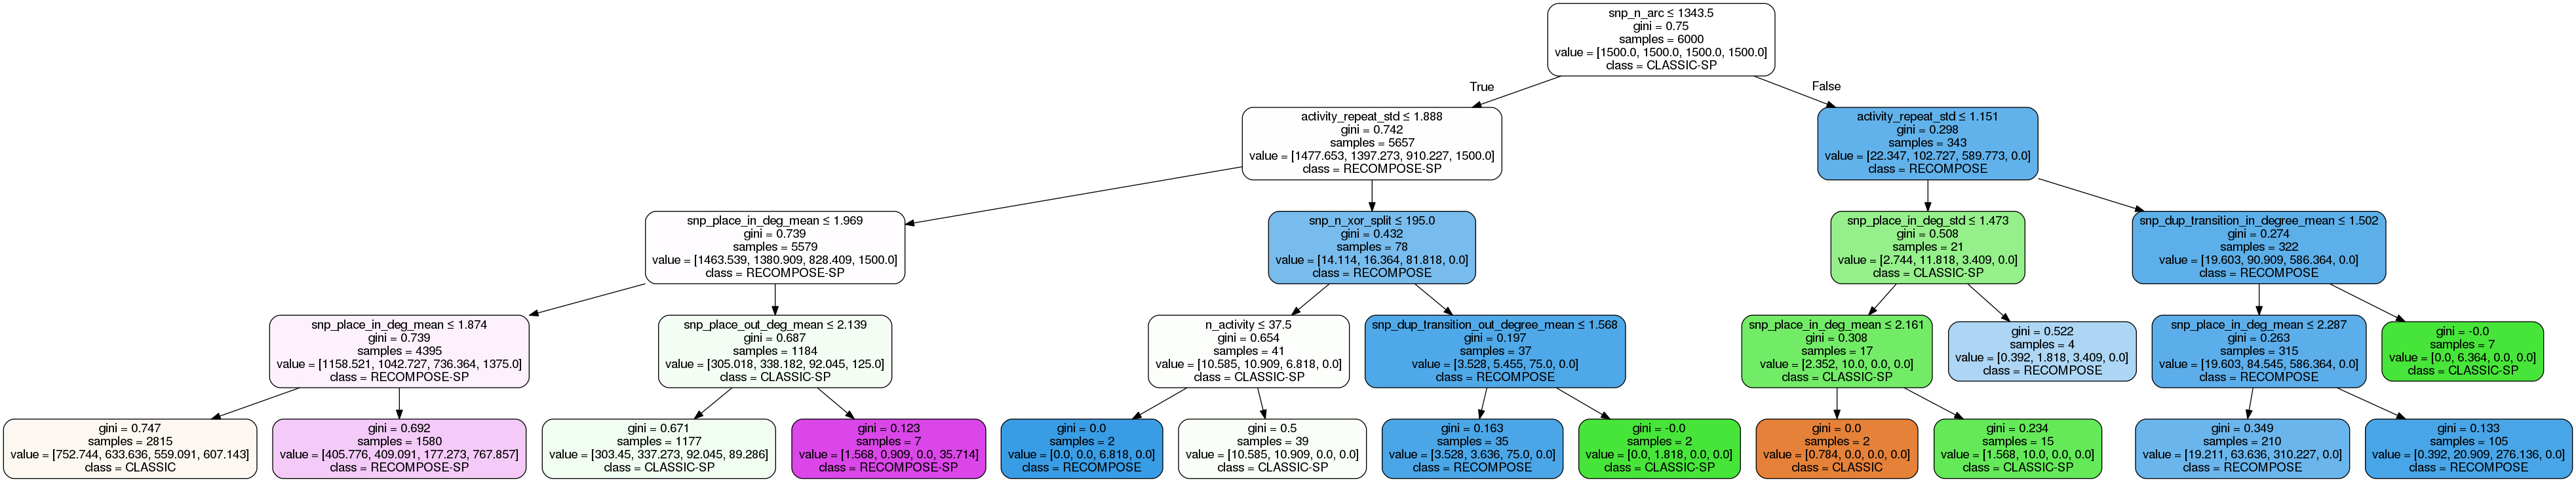 snp_n_arc ≤ 1343.5
gini = 0.75
samples = 6000
value = [1500.0, 1500.0, 1500.0, 1500.0]
class = CLASSIC-SP
True
False
activity_repeat_std ≤ 1.888
gini = 0.742
samples = 5657
value = [1477.653, 1397.273, 910.227, 1500.0]
class = RECOMPOSE-SP
activity_repeat_std ≤ 1.151
gini = 0.298
samples = 343
value = [22.347, 102.727, 589.773, 0.0]
class = RECOMPOSE
snp_place_in_deg_mean ≤ 1.969
gini = 0.739
samples = 5579
value = [1463.539, 1380.909, 828.409, 1500.0]
class = RECOMPOSE-SP
snp_n_xor_split ≤ 195.0
gini = 0.432
samples = 78
value = [14.114, 16.364, 81.818, 0.0]
class = RECOMPOSE
snp_place_in_deg_std ≤ 1.473
gini = 0.508
samples = 21
value = [2.744, 11.818, 3.409, 0.0]
class = CLASSIC-SP
snp_dup_transition_in_degree_mean ≤ 1.502
gini = 0.274
samples = 322
value = [19.603, 90.909, 586.364, 0.0]
class = RECOMPOSE
snp_place_in_deg_mean ≤ 1.874
gini = 0.739
samples = 4395
value = [1158.521, 1042.727, 736.364, 1375.0]
class = RECOMPOSE-SP
snp_place_out_deg_mean ≤ 2.139
gini = 0.687
samples = 1184
value = [305.018, 338.182, 92.045, 125.0]
class = CLASSIC-SP
n_activity ≤ 37.5
gini = 0.654
samples = 41
value = [10.585, 10.909, 6.818, 0.0]
class = CLASSIC-SP
snp_dup_transition_out_degree_mean ≤ 1.568
gini = 0.197
samples = 37
value = [3.528, 5.455, 75.0, 0.0]
class = RECOMPOSE
snp_place_in_deg_mean ≤ 2.161
gini = 0.308
samples = 17
value = [2.352, 10.0, 0.0, 0.0]
class = CLASSIC-SP
gini = 0.522
samples = 4
value = [0.392, 1.818, 3.409, 0.0]
class = RECOMPOSE
snp_place_in_deg_mean ≤ 2.287
gini = 0.263
samples = 315
value = [19.603, 84.545, 586.364, 0.0]
class = RECOMPOSE
gini = -0.0
samples = 7
value = [0.0, 6.364, 0.0, 0.0]
class = CLASSIC-SP
gini = 0.747
samples = 2815
value = [752.744, 633.636, 559.091, 607.143]
class = CLASSIC
gini = 0.692
samples = 1580
value = [405.776, 409.091, 177.273, 767.857]
class = RECOMPOSE-SP
gini = 0.671
samples = 1177
value = [303.45, 337.273, 92.045, 89.286]
class = CLASSIC-SP
gini = 0.123
samples = 7
value = [1.568, 0.909, 0.0, 35.714]
class = RECOMPOSE-SP
gini = 0.0
samples = 2
value = [0.0, 0.0, 6.818, 0.0]
class = RECOMPOSE
gini = 0.5
samples = 39
value = [10.585, 10.909, 0.0, 0.0]
class = CLASSIC-SP
gini = 0.163
samples = 35
value = [3.528, 3.636, 75.0, 0.0]
class = RECOMPOSE
gini = -0.0
samples = 2
value = [0.0, 1.818, 0.0, 0.0]
class = CLASSIC-SP
gini = 0.0
samples = 2
value = [0.784, 0.0, 0.0, 0.0]
class = CLASSIC
gini = 0.234
samples = 15
value = [1.568, 10.0, 0.0, 0.0]
class = CLASSIC-SP
gini = 0.349
samples = 210
value = [19.211, 63.636, 310.227, 0.0]
class = RECOMPOSE
gini = 0.133
samples = 105
value = [0.392, 20.909, 276.136, 0.0]
class = RECOMPOSE